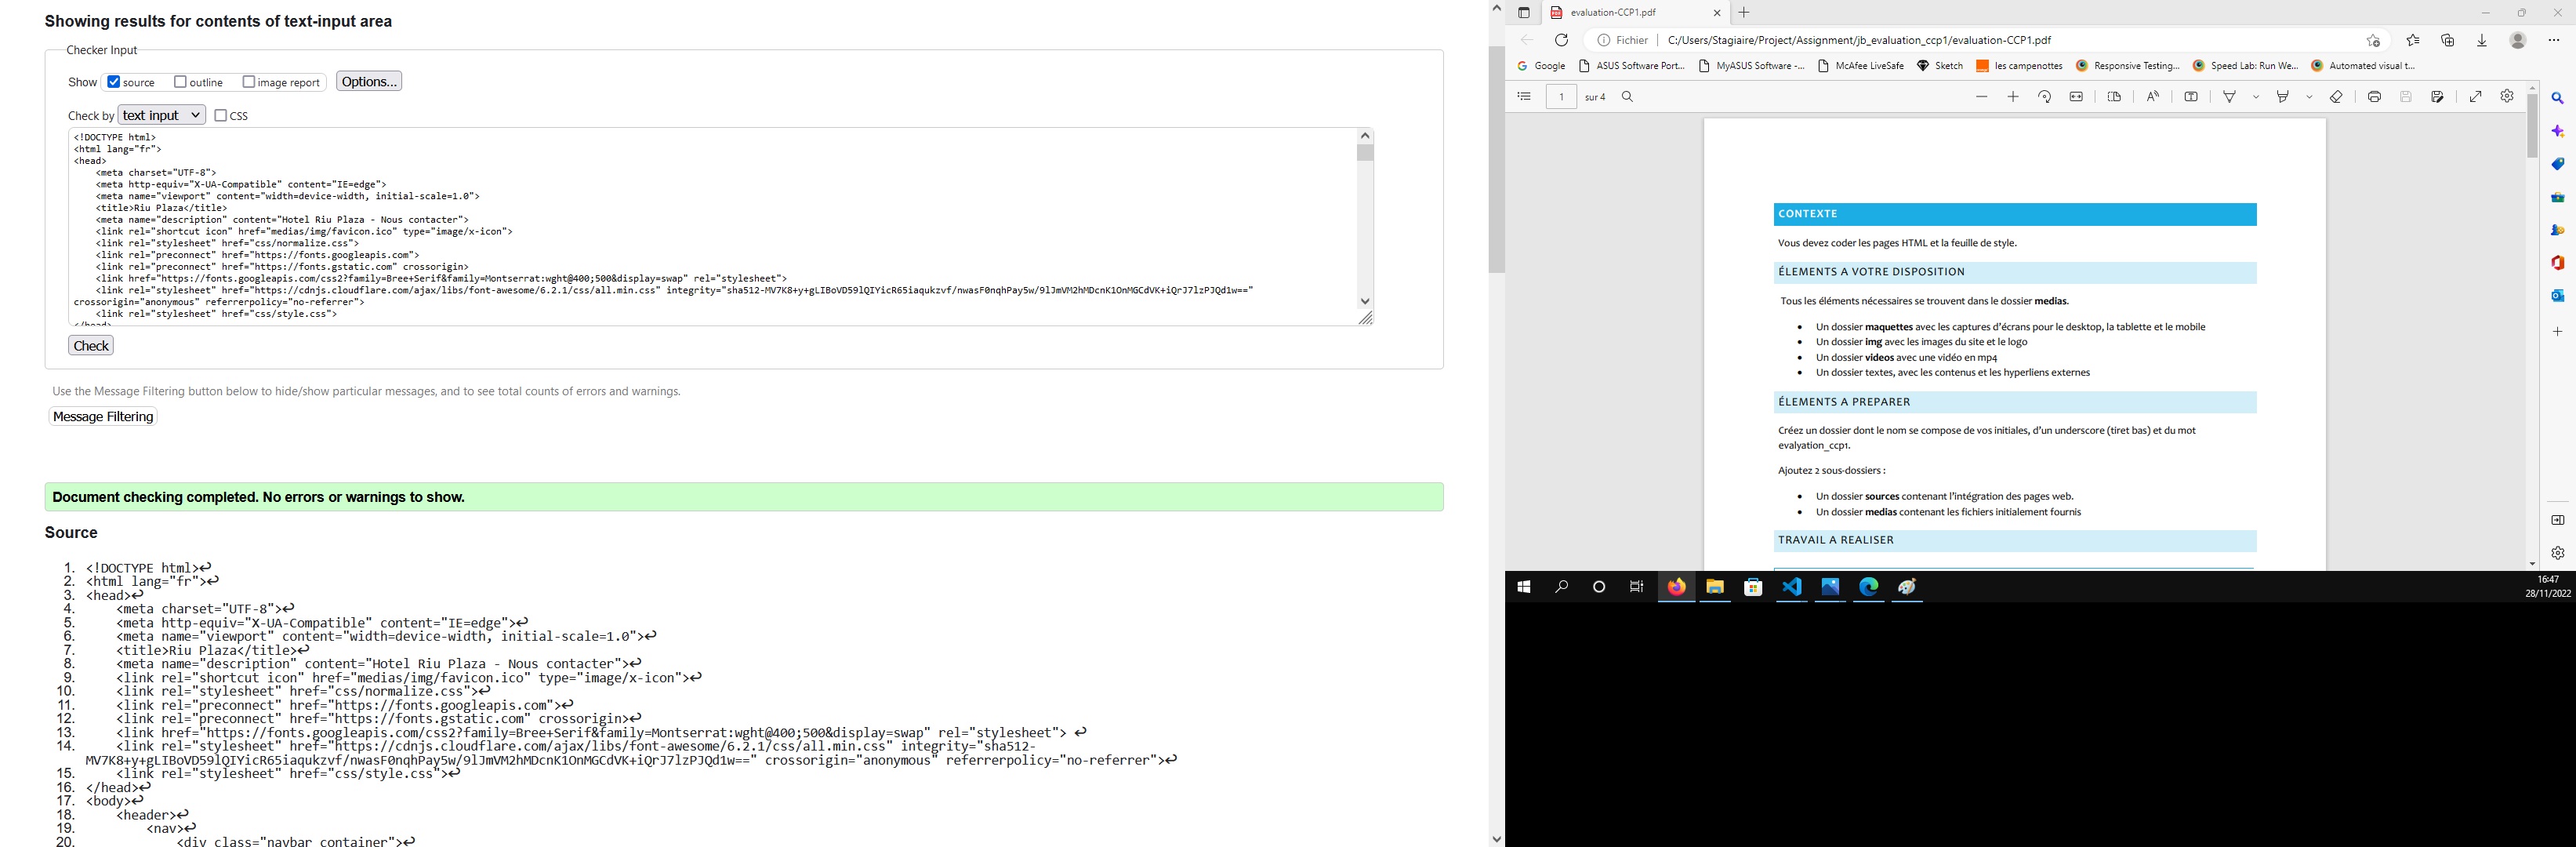 Showing results for contents of text-input area
Checker Input
Show source outline image report Options...
Check by text input CSS
<!DOCTYPE html>
<html lang="fr">
<head>
<meta charset="UTF-8">
<meta http-equiv="X-UA-Compatible" content="IE=edge">
<meta name="viewport" content="width=device-width, initial-scale=1.0">
<title>Riu Plaza</title>
<meta name="description" content="Hotel Riu Plaza - Nous contacter">
<link rel="shortcut icon" href="medias/img/favicon.ico" type="image/x-icon">
<link rel="stylesheet" href="css/normalize.css">
<link rel="preconnect" href="https://fonts.googleapis.com">
<link rel="preconnect" href="https://fonts.gstatic.com" crossorigin>
<link href="https://fonts.googleapis.com/css2?family=Bree+Serif&family=Montserrat:wght@400;500&display=swap" rel="stylesheet">
<link rel="stylesheet" href="https://cdnjs.cloudflare.com/ajax/libs/font-awesome/6.2.1/css/all.min.css" integrity="sha512-MV7K8+y+gLIBoVD59lQIYicR65iaqukzvf/nwasF0nqhPay5w/9lJmVM2hMDcnK1OnMGCdVK+iQrJ7lzPJQd1w=="
crossorigin="anonymous" referrerpolicy="no-referrer">
<link rel="stylesheet" href="css/style.css">
</head>
Check
Use the Message Filtering button below to hide/show particular messages, and to see total counts of errors and warnings.
Message Filtering
Document checking completed. No errors or warnings to show.
Source
1. <!DOCTYPE html>↩
2. <html lang="fr">↩
3. <head>↩
4. <meta charset="UTF-8">↩
5. <meta http-equiv="X-UA-Compatible" content="IE=edge">↩
6. <meta name="viewport" content="width=device-width, initial-scale=1.0">↩
7. <title>Riu Plaza</title>↩
8. <meta name="description" content="Hotel Riu Plaza - Nous contacter">↩
9. <link rel="shortcut icon" href="medias/img/favicon.ico" type="image/x-icon">↩
10. <link rel="stylesheet" href="css/normalize.css">↩
11. <link rel="preconnect" href="https://fonts.googleapis.com">↩
12. <link rel="preconnect" href="https://fonts.gstatic.com" crossorigin>↩
13. <link href="https://fonts.googleapis.com/css2?family=Bree+Serif&family=Montserrat:wght@400;500&display=swap" rel="stylesheet"> ↩
14. <link rel="stylesheet" href="https://cdnjs.cloudflare.com/ajax/libs/font-awesome/6.2.1/css/all.min.css" integrity="sha512-
MV7K8+y+gLIBoVD59lQIYicR65iaqukzvf/nwasF0nqhPay5w/9lJmVM2hMDcnK1OnMGCdVK+iQrJ7lzPJQd1w==" crossorigin="anonymous" referrerpolicy="no-referrer">↩
15. <link rel="stylesheet" href="css/style.css">↩
16. </head>↩
17. <body>↩
18. <header>↩
19. <nav>↩
20. <div class="navbar container">↩
evaluation-CCP1.pdf
Fichier C:/Users/Stagiaire/Project/Assignment/jb_evaluation_ccp1/evaluation-CCP1.pdf
Google ASUS Software Port... MyASUS Software -... McAfee LiveSafe Sketch les campenottes Responsive Testing... Speed Lab: Run We... Automated visual t...
1 sur 4
CONTEXTE
Vous devez coder les pages HTML et la feuille de style.
ÉLEMENTS A VOTRE DISPOSITION
Tous les éléments nécessaires se trouvent dans le dossier medias.
• Un dossier maquettes avec les captures d'écrans pour le desktop, la tablette et le mobile
• Un dossier img avec les images du site et le logo
• Un dossier videos avec une vidéo en mp4
• Un dossier textes, avec les contenus et les hyperliens externes
ÉLEMENTS A PREPARER
Créez un dossier dont le nom se compose de vos initiales, d'un underscore (tiret bas) et du mot
evalyation_ccp1.
Ajoutez 2 sous-dossiers :
• Un dossier sources contenant l'intégration des pages web.
• Un dossier medias contenant les fichiers initialement fournis
TRAVAIL A REALISER
16:47
28/11/2022